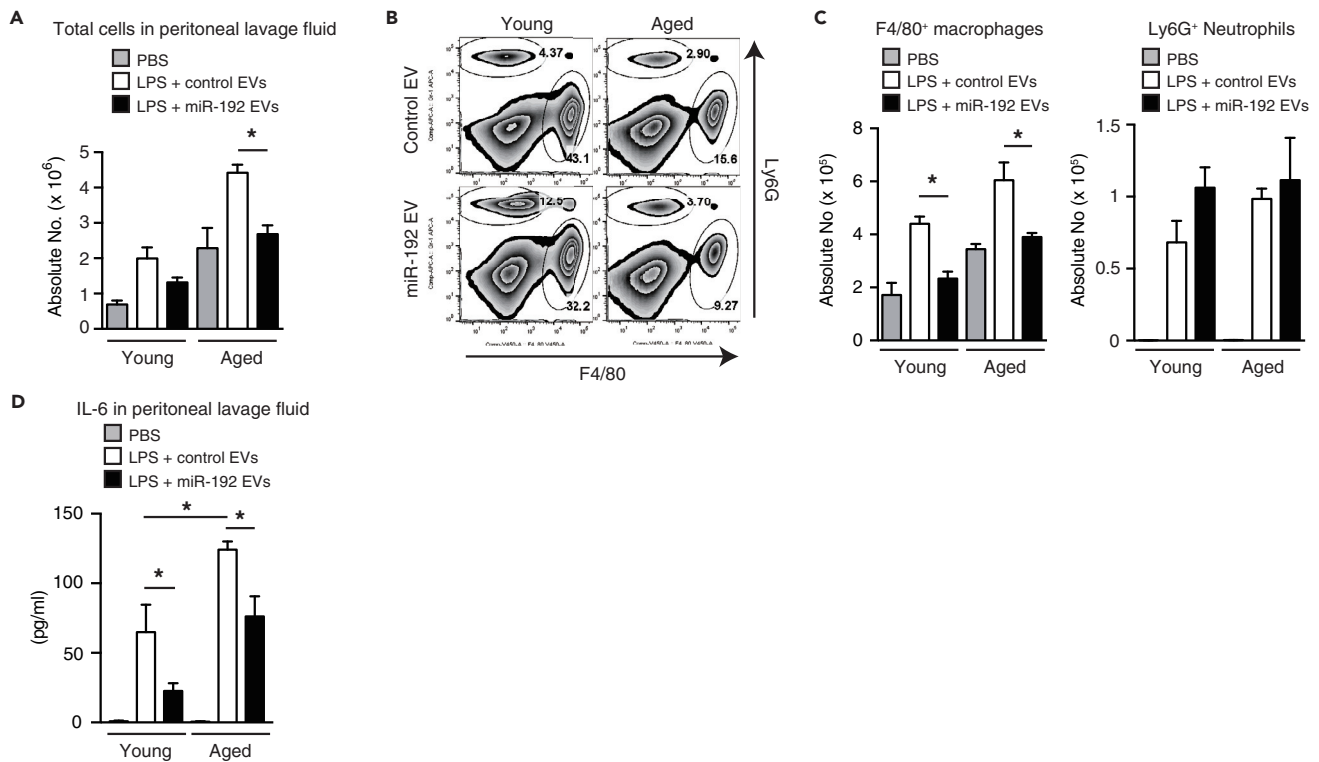 A
Total cells in peritoneal lavage fluid
PBS
LPS + control EVs
LPS + miR-192 EVs
*
Absolute No. (x 10⁶)
5
4
3
2
1
0
Young
Aged
B
Young
Aged
Control EV
miR-192 EV
4.37
43.1
2.90
15.6
12.5
32.2
3.70
9.27
Ly6G
F4/80
C
F4/80⁺ macrophages
PBS
LPS + control EVs
LPS + miR-192 EVs
*
*
Absolute No (x 10⁵)
8
6
4
2
0
Young
Aged
Ly6G⁺ Neutrophils
PBS
LPS + control EVs
LPS + miR-192 EVs
Absolute No (x 10⁵)
1.5
1
0.5
0
Young
Aged
D
IL-6 in peritoneal lavage fluid
PBS
LPS + control EVs
LPS + miR-192 EVs
*
*
*
(pg/ml)
150
100
50
0
Young
Aged